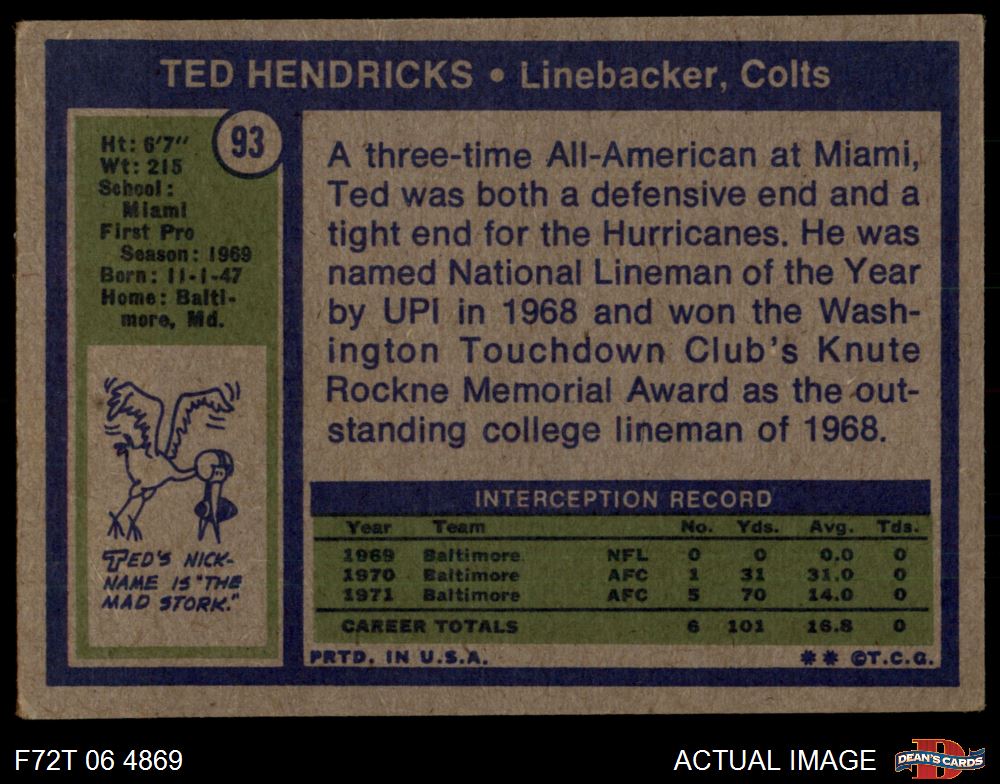 TED HENDRICKS • Linebacker, Colts
93
Ht: 6'7"
Wt: 215
School:
Miami
First Pro
Season: 1969
Born: 11-1-47
Home: Balti-
more, Md.
TED'S NICK-
NAME IS "THE
MAD STORK."
A three-time All-American at Miami,
Ted was both a defensive end and a
tight end for the Hurricanes. He was
named National Lineman of the Year
by UPI in 1968 and won the Wash-
ington Touchdown Club's Knute
Rockne Memorial Award as the out-
standing college lineman of 1968.
INTERCEPTION RECORD
Year Team No. Yds. Avg. Tds.
1969 Baltimore NFL 0 0 0.0 0
1970 Baltimore AFC 1 31 31.0 0
1971 Baltimore AFC 5 70 14.0 0
CAREER TOTALS 6 101 16.8 0
PRTD. IN U.S.A. ** ©T.C.G.
F72T 06 4869 ACTUAL IMAGE
D
DEAN'S CARDS